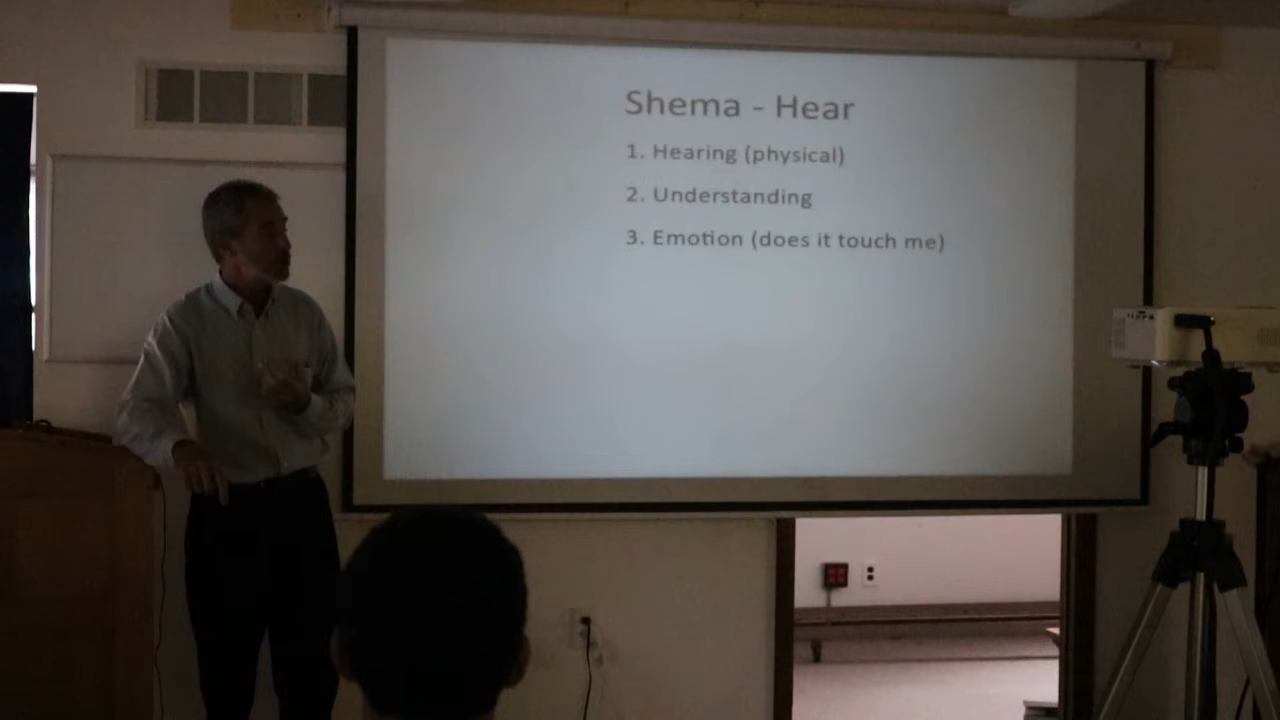 Shema - Hear
1. Hearing (physical)
2. Understanding
3. Emotion (does it touch me)